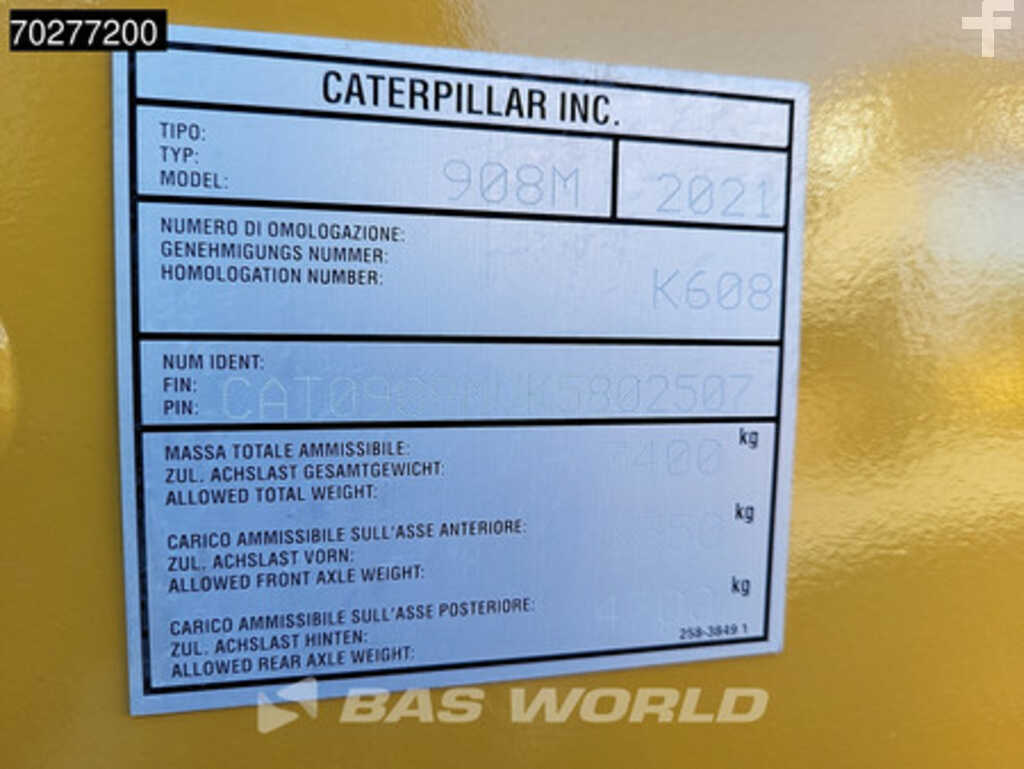 70277200
f
CATERPILLAR INC.
TIPO:
TYP:
MODEL: 908M 2021
NUMERO DI OMOLOGAZIONE:
GENEHMIGUNGS NUMMER:
HOMOLOGATION NUMBER: K608
NUM IDENT:
FIN:
PIN:
kg
MASSA TOTALE AMMISSIBILE:
ZUL. ACHSLAST GESAMTGEWICHT:
ALLOWED TOTAL WEIGHT:
kg
CARICO AMMISSIBILE SULL'ASSE ANTERIORE:
ZUL. ACHSLAST VORN:
ALLOWED FRONT AXLE WEIGHT:
kg
CARICO AMMISSIBILE SULL'ASSE POSTERIORE:
ZUL. ACHSLAST HINTEN:
ALLOWED REAR AXLE WEIGHT:
258-3849 1
BAS WORLD